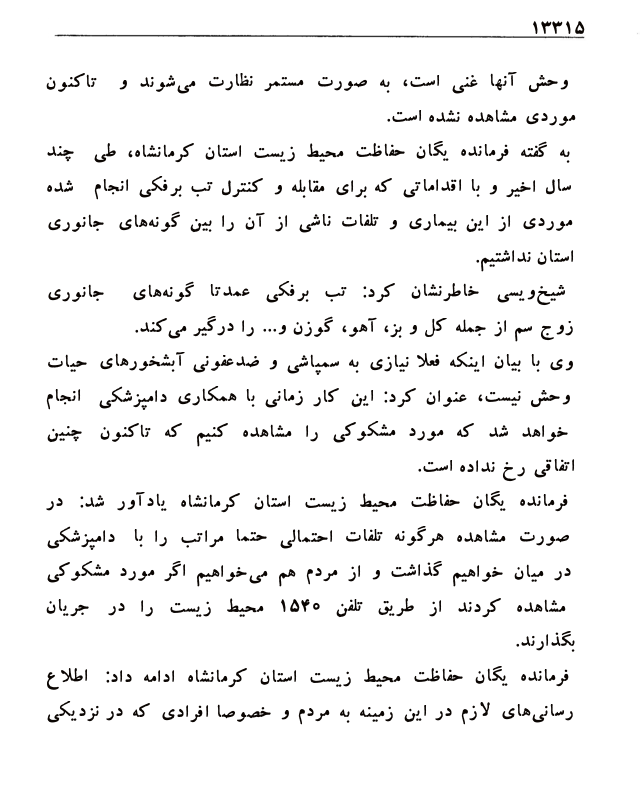 ۱۳۳۱۵
وحش آنها غنی است، به صورت مستمر نظارت می‌شوند و تاکنون
موردی مشاهده نشده است.
به گفته فرمانده یگان حفاظت محیط زیست استان کرمانشاه، طی چند
سال اخیر و با اقداماتی که برای مقابله و کنترل تب برفکی انجام شده
موردی از این بیماری و تلفات ناشی از آن را بین گونه‌های جانوری
استان نداشتیم.
شیخ‌ویسی خاطرنشان کرد: تب برفکی عمدتا گونه‌های جانوری
زوج سم از جمله کل و بز، آهو، گوزن و... را درگیر می‌کند.
وی با بیان اینکه فعلا نیازی به سمپاشی و ضدعفونی آبشخورهای حیات
وحش نیست، عنوان کرد: این کار زمانی با همکاری دامپزشکی انجام
خواهد شد که مورد مشکوکی را مشاهده کنیم که تاکنون چنین
اتفاقی رخ نداده است.
فرمانده یگان حفاظت محیط زیست استان کرمانشاه یادآور شد: در
صورت مشاهده هرگونه تلفات احتمالی حتما مراتب را با دامپزشکی
در میان خواهیم گذاشت و از مردم هم می‌خواهیم اگر مورد مشکوکی
مشاهده کردند از طریق تلفن ۱۵۴۰ محیط زیست را در جریان
بگذارند.
فرمانده یگان حفاظت محیط زیست استان کرمانشاه ادامه داد: اطلاع
رسانی‌های لازم در این زمینه به مردم و خصوصا افرادی که در نزدیکی